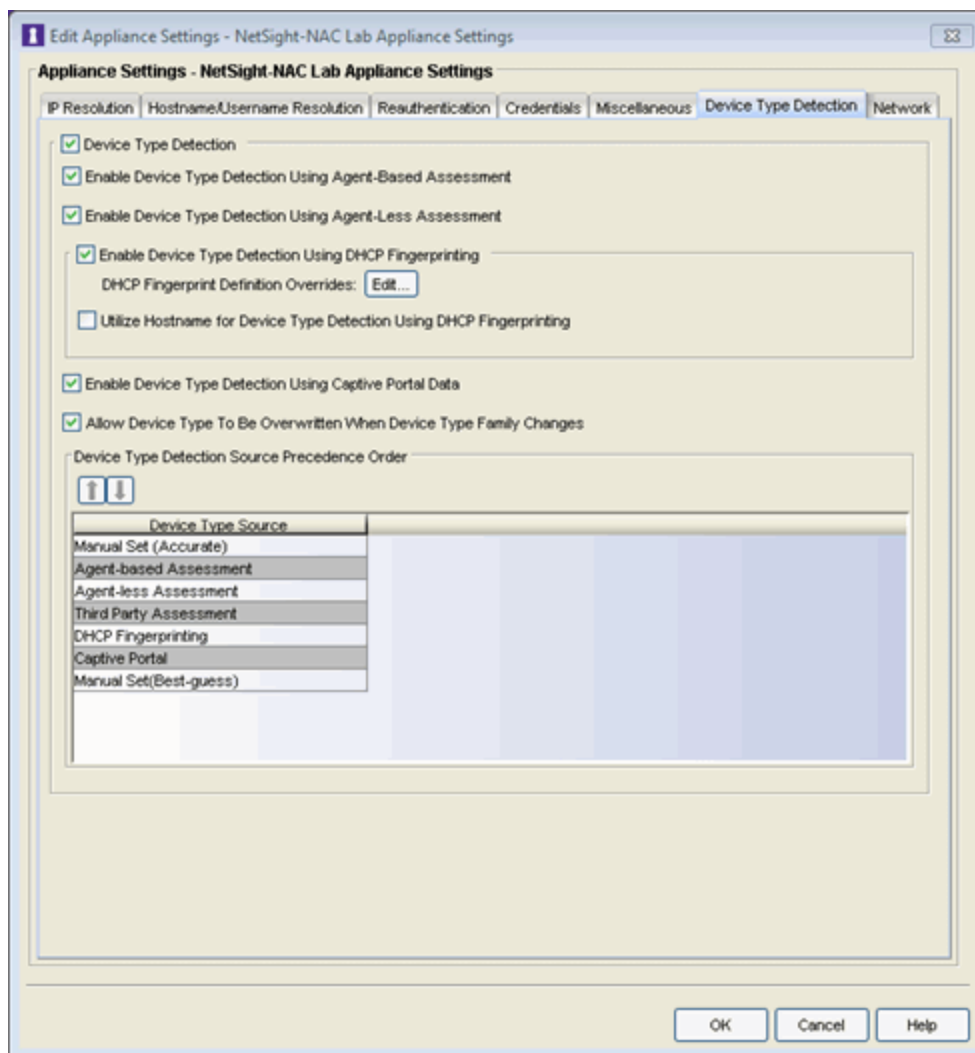 Edit Appliance Settings - NetSight-NAC Lab Appliance Settings
Appliance Settings - NetSight-NAC Lab Appliance Settings
IP Resolution Hostname/Username Resolution Reauthentication Credentials Miscellaneous Device Type Detection Network
Device Type Detection
Enable Device Type Detection Using Agent-Based Assessment
Enable Device Type Detection Using Agent-Less Assessment
Enable Device Type Detection Using DHCP Fingerprinting
DHCP Fingerprint Definition Overrides: Edit...
Utilize Hostname for Device Type Detection Using DHCP Fingerprinting
Enable Device Type Detection Using Captive Portal Data
Allow Device Type To Be Overwritten When Device Type Family Changes
Device Type Detection Source Precedence Order
Device Type Source
Manual Set (Accurate)
Agent-based Assessment
Agent-less Assessment
Third Party Assessment
DHCP Fingerprinting
Captive Portal
Manual Set(Best-guess)
OK Cancel Help